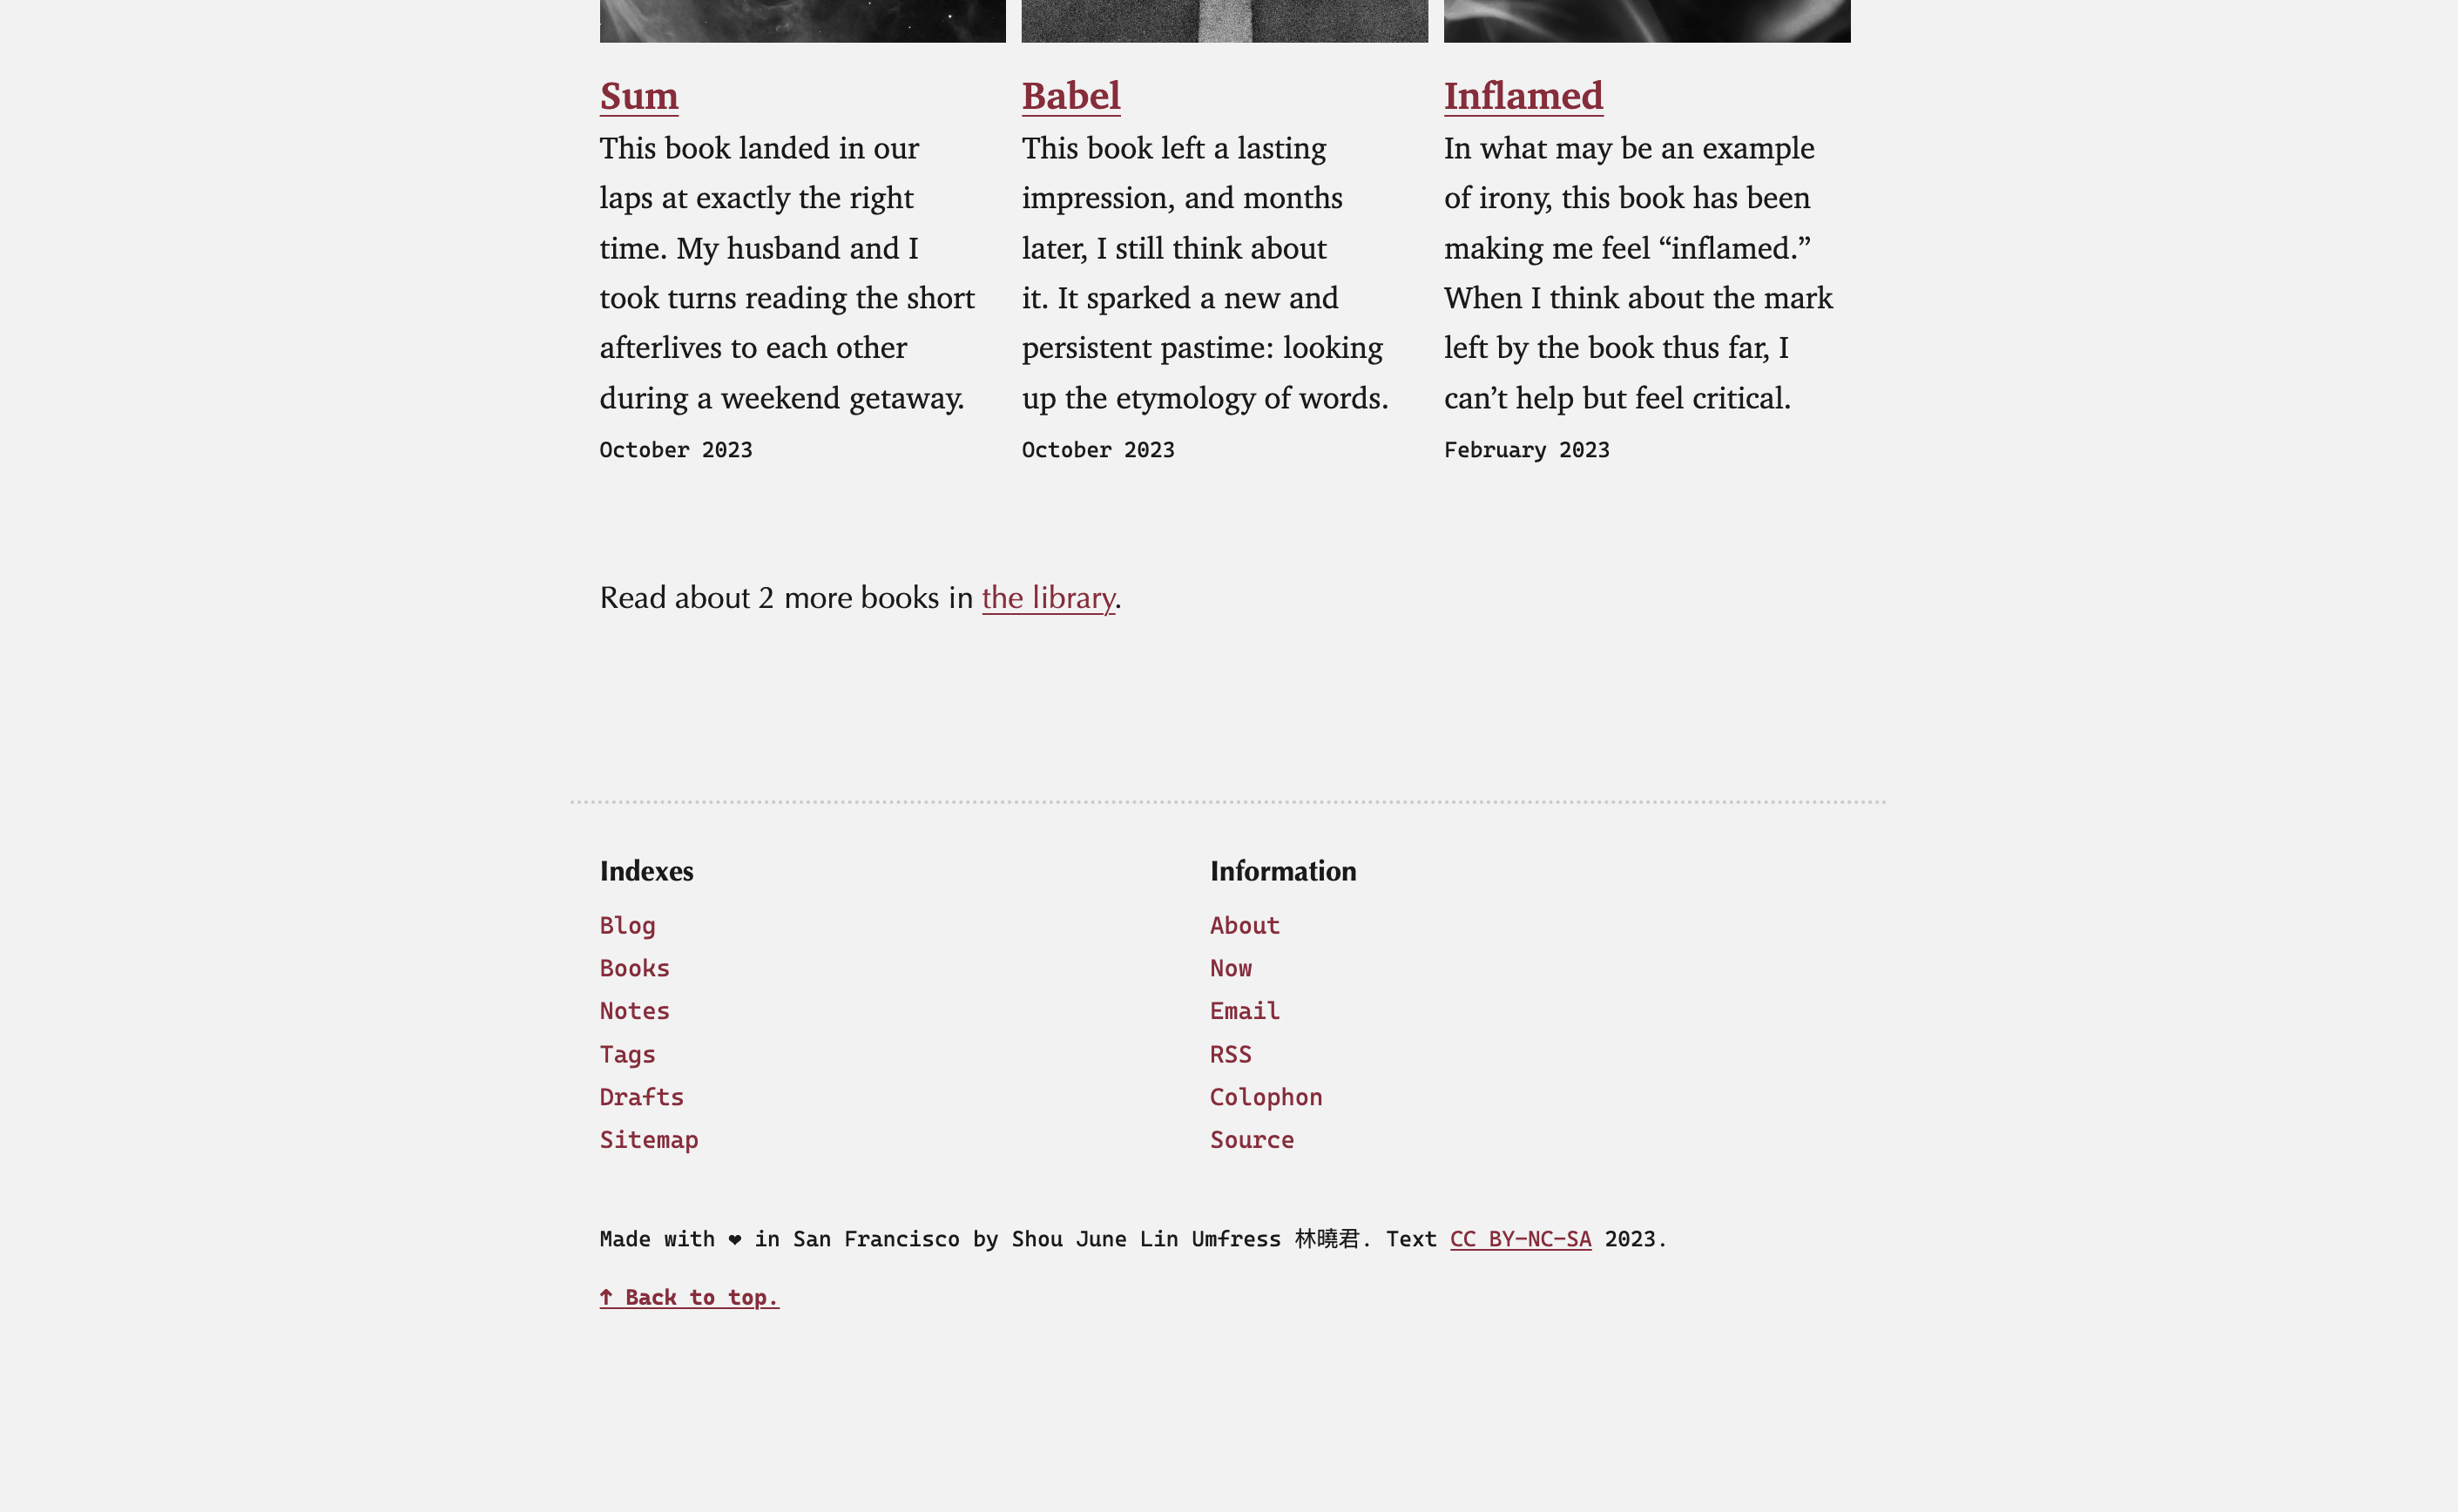 Sum
This book landed in our
laps at exactly the right
time. My husband and I
took turns reading the short
afterlives to each other
during a weekend getaway.
October 2023
Babel
This book left a lasting
impression, and months
later, I still think about
it. It sparked a new and
persistent pastime: looking
up the etymology of words.
October 2023
Inflamed
In what may be an example
of irony, this book has been
making me feel “inflamed.”
When I think about the mark
left by the book thus far, I
can’t help but feel critical.
February 2023
Read about 2 more books in the library.
Indexes
Blog
Books
Notes
Tags
Drafts
Sitemap
Information
About
Now
Email
RSS
Colophon
Source
Made with ❤ in San Francisco by Shou June Lin Umfress 林曉君. Text CC BY-NC-SA 2023.
↑ Back to top.